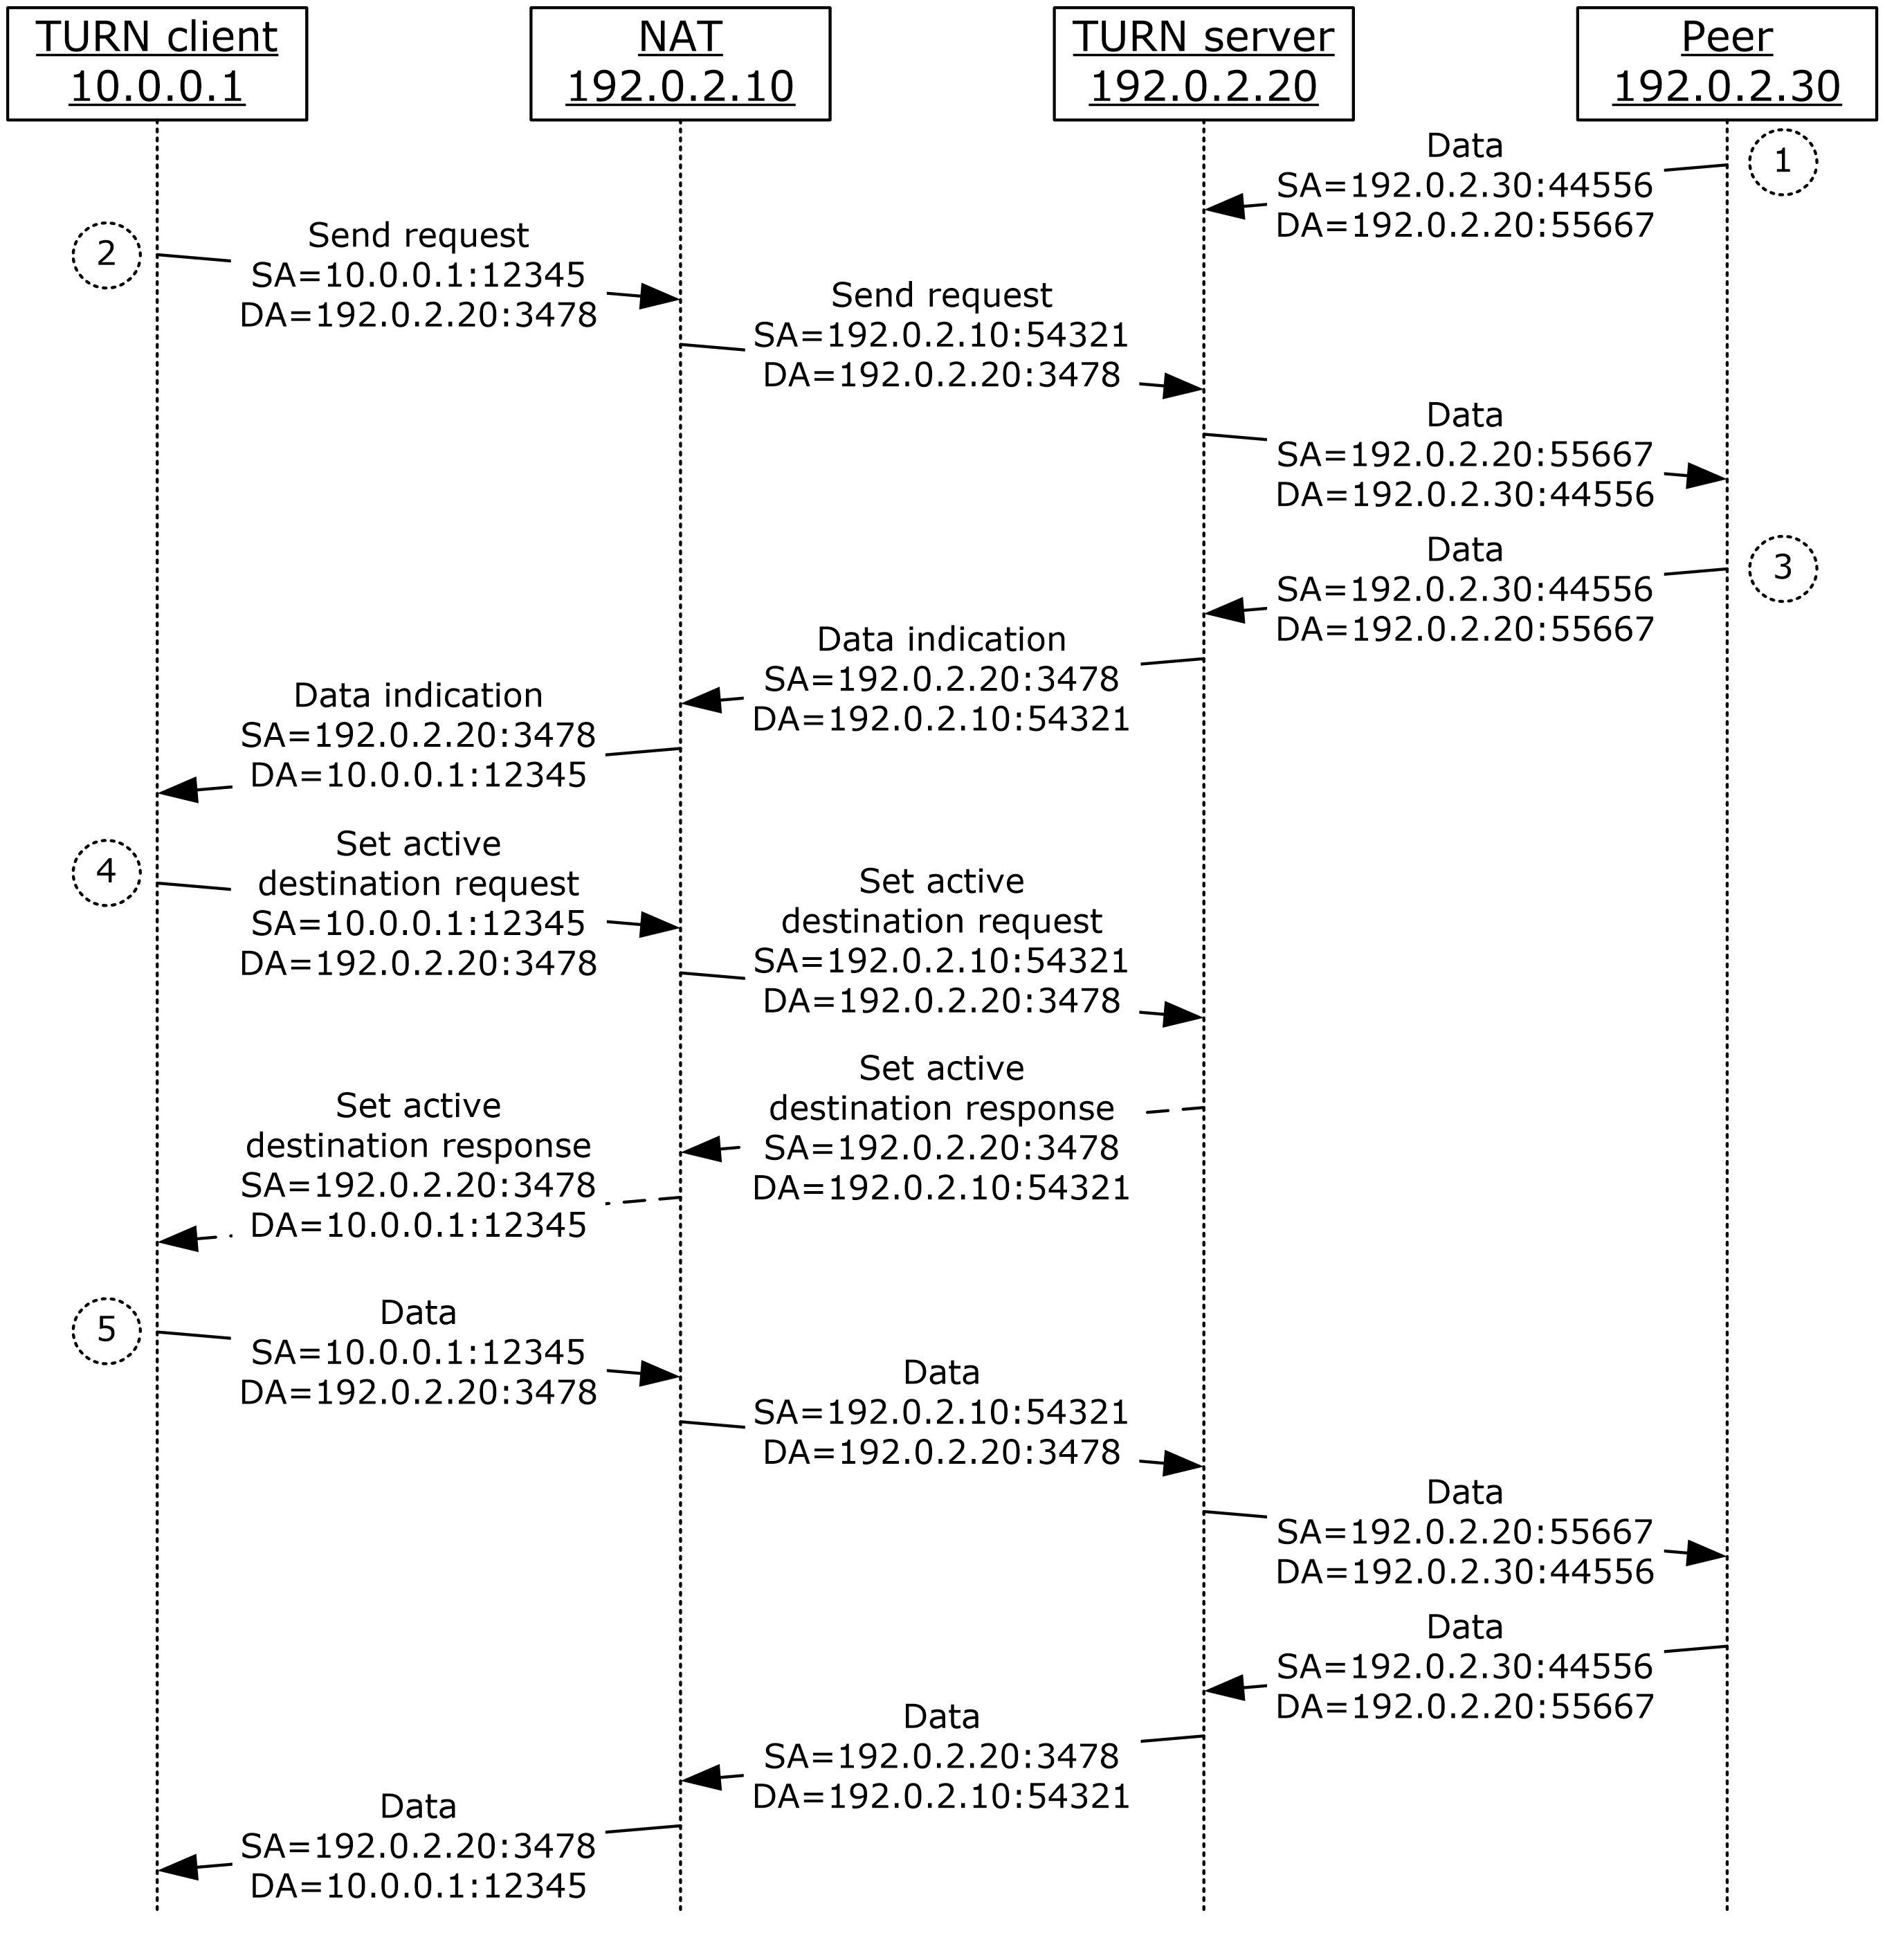 TURN client
10.0.0.1
NAT
192.0.2.10
TURN server
192.0.2.20
Peer
192.0.2.30
1
Data
SA=192.0.2.30:44556
DA=192.0.2.20:55667
2
Send request
SA=10.0.0.1:12345
DA=192.0.2.20:3478
Send request
SA=192.0.2.10:54321
DA=192.0.2.20:3478
Data
SA=192.0.2.20:55667
DA=192.0.2.30:44556
3
Data
SA=192.0.2.30:44556
DA=192.0.2.20:55667
Data indication
SA=192.0.2.20:3478
DA=192.0.2.10:54321
Data indication
SA=192.0.2.20:3478
DA=10.0.0.1:12345
4
Set active
destination request
SA=10.0.0.1:12345
DA=192.0.2.20:3478
Set active
destination request
SA=192.0.2.10:54321
DA=192.0.2.20:3478
Set active
destination response
SA=192.0.2.20:3478
DA=192.0.2.10:54321
Set active
destination response
SA=192.0.2.20:3478
DA=10.0.0.1:12345
5
Data
SA=10.0.0.1:12345
DA=192.0.2.20:3478
Data
SA=192.0.2.10:54321
DA=192.0.2.20:3478
Data
SA=192.0.2.20:55667
DA=192.0.2.30:44556
Data
SA=192.0.2.30:44556
DA=192.0.2.20:55667
Data
SA=192.0.2.20:3478
DA=192.0.2.10:54321
Data
SA=192.0.2.20:3478
DA=10.0.0.1:12345